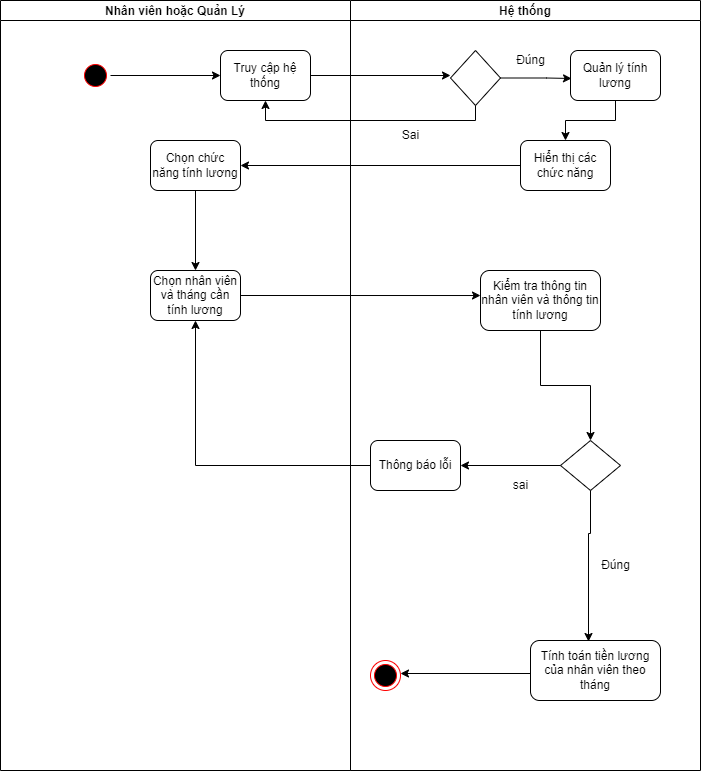 Nhân viên hoặc Quản Lý
Hệ thống
Truy cập hệ
thống
Đúng
Quản lý tính
lương
Sai
Chọn chức
năng tính lương
Hiển thị các
chức năng
Chọn nhân viên
và tháng cần
tính lương
Kiểm tra thông tin
nhân viên và thông tin
tính lương
Thông báo lỗi
sai
Đúng
Tính toán tiền lương
của nhân viên theo
tháng